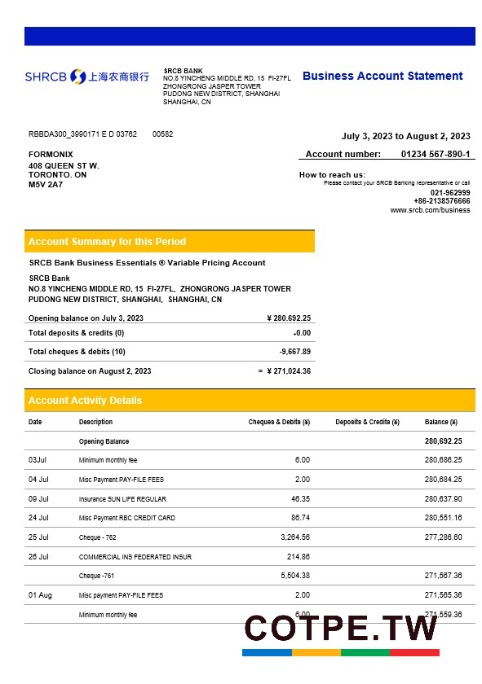 SHRCB 上海农商银行
SRCB BANK
NO.8 YINCHENG MIDDLE RD, 15 FI-27FL
ZHONGRONG JASPER TOWER
PUDONG NEW DISTRICT, SHANGHAI
SHANGHAI, CN
Business Account Statement
RBBDA300_3990171 E D 03762 00582
July 3, 2023 to August 2, 2023
FORMONIX
408 QUEEN ST W.
TORONTO. ON
M5V 2A7
Account number: 01234 567-890-1
How to reach us:
Please contact your SRCB Banking representative or call
021-962999
+86-2138576666
www.srcb.com/business
Account Summary for this Period
SRCB Bank Business Essentials ® Variable Pricing Account
SRCB Bank
NO.8 YINCHENG MIDDLE RD, 15 FI-27FL, ZHONGRONG JASPER TOWER
PUDONG NEW DISTRICT, SHANGHAI, SHANGHAI, CN
Opening balance on July 3, 2023 ¥ 280.692.25
Total deposits & credits (0) +0.00
Total cheques & debits (10) -9,667.89
Closing balance on August 2, 2023 = ¥ 271,024.36
Account Activity Details
Date Description Cheques & Debits (¥) Deposits & Credits (¥) Balance (¥)
Opening Balance 280,692.25
03Jul Minimum monthly fee 6.00 280,686.25
04 Jul Misc Payment PAY-FILE FEES 2.00 280,684.25
09 Jul Insurance SUN LIFE REGULAR 46.35 280,637.90
24 Jul Misc Payment RBC CREDIT CARD 86.74 280,551.16
25 Jul Cheque - 762 3,264.56 277,286.60
26 Jul COMMERCIAL INS FEDERATED INSUR 214.86
Cheque -761 5,504.38 271,567.36
01 Aug Misc payment PAY-FILE FEES 2.00 271,565.36
Minimum monthly fee 6.00 271,559.36
COTPE.TW